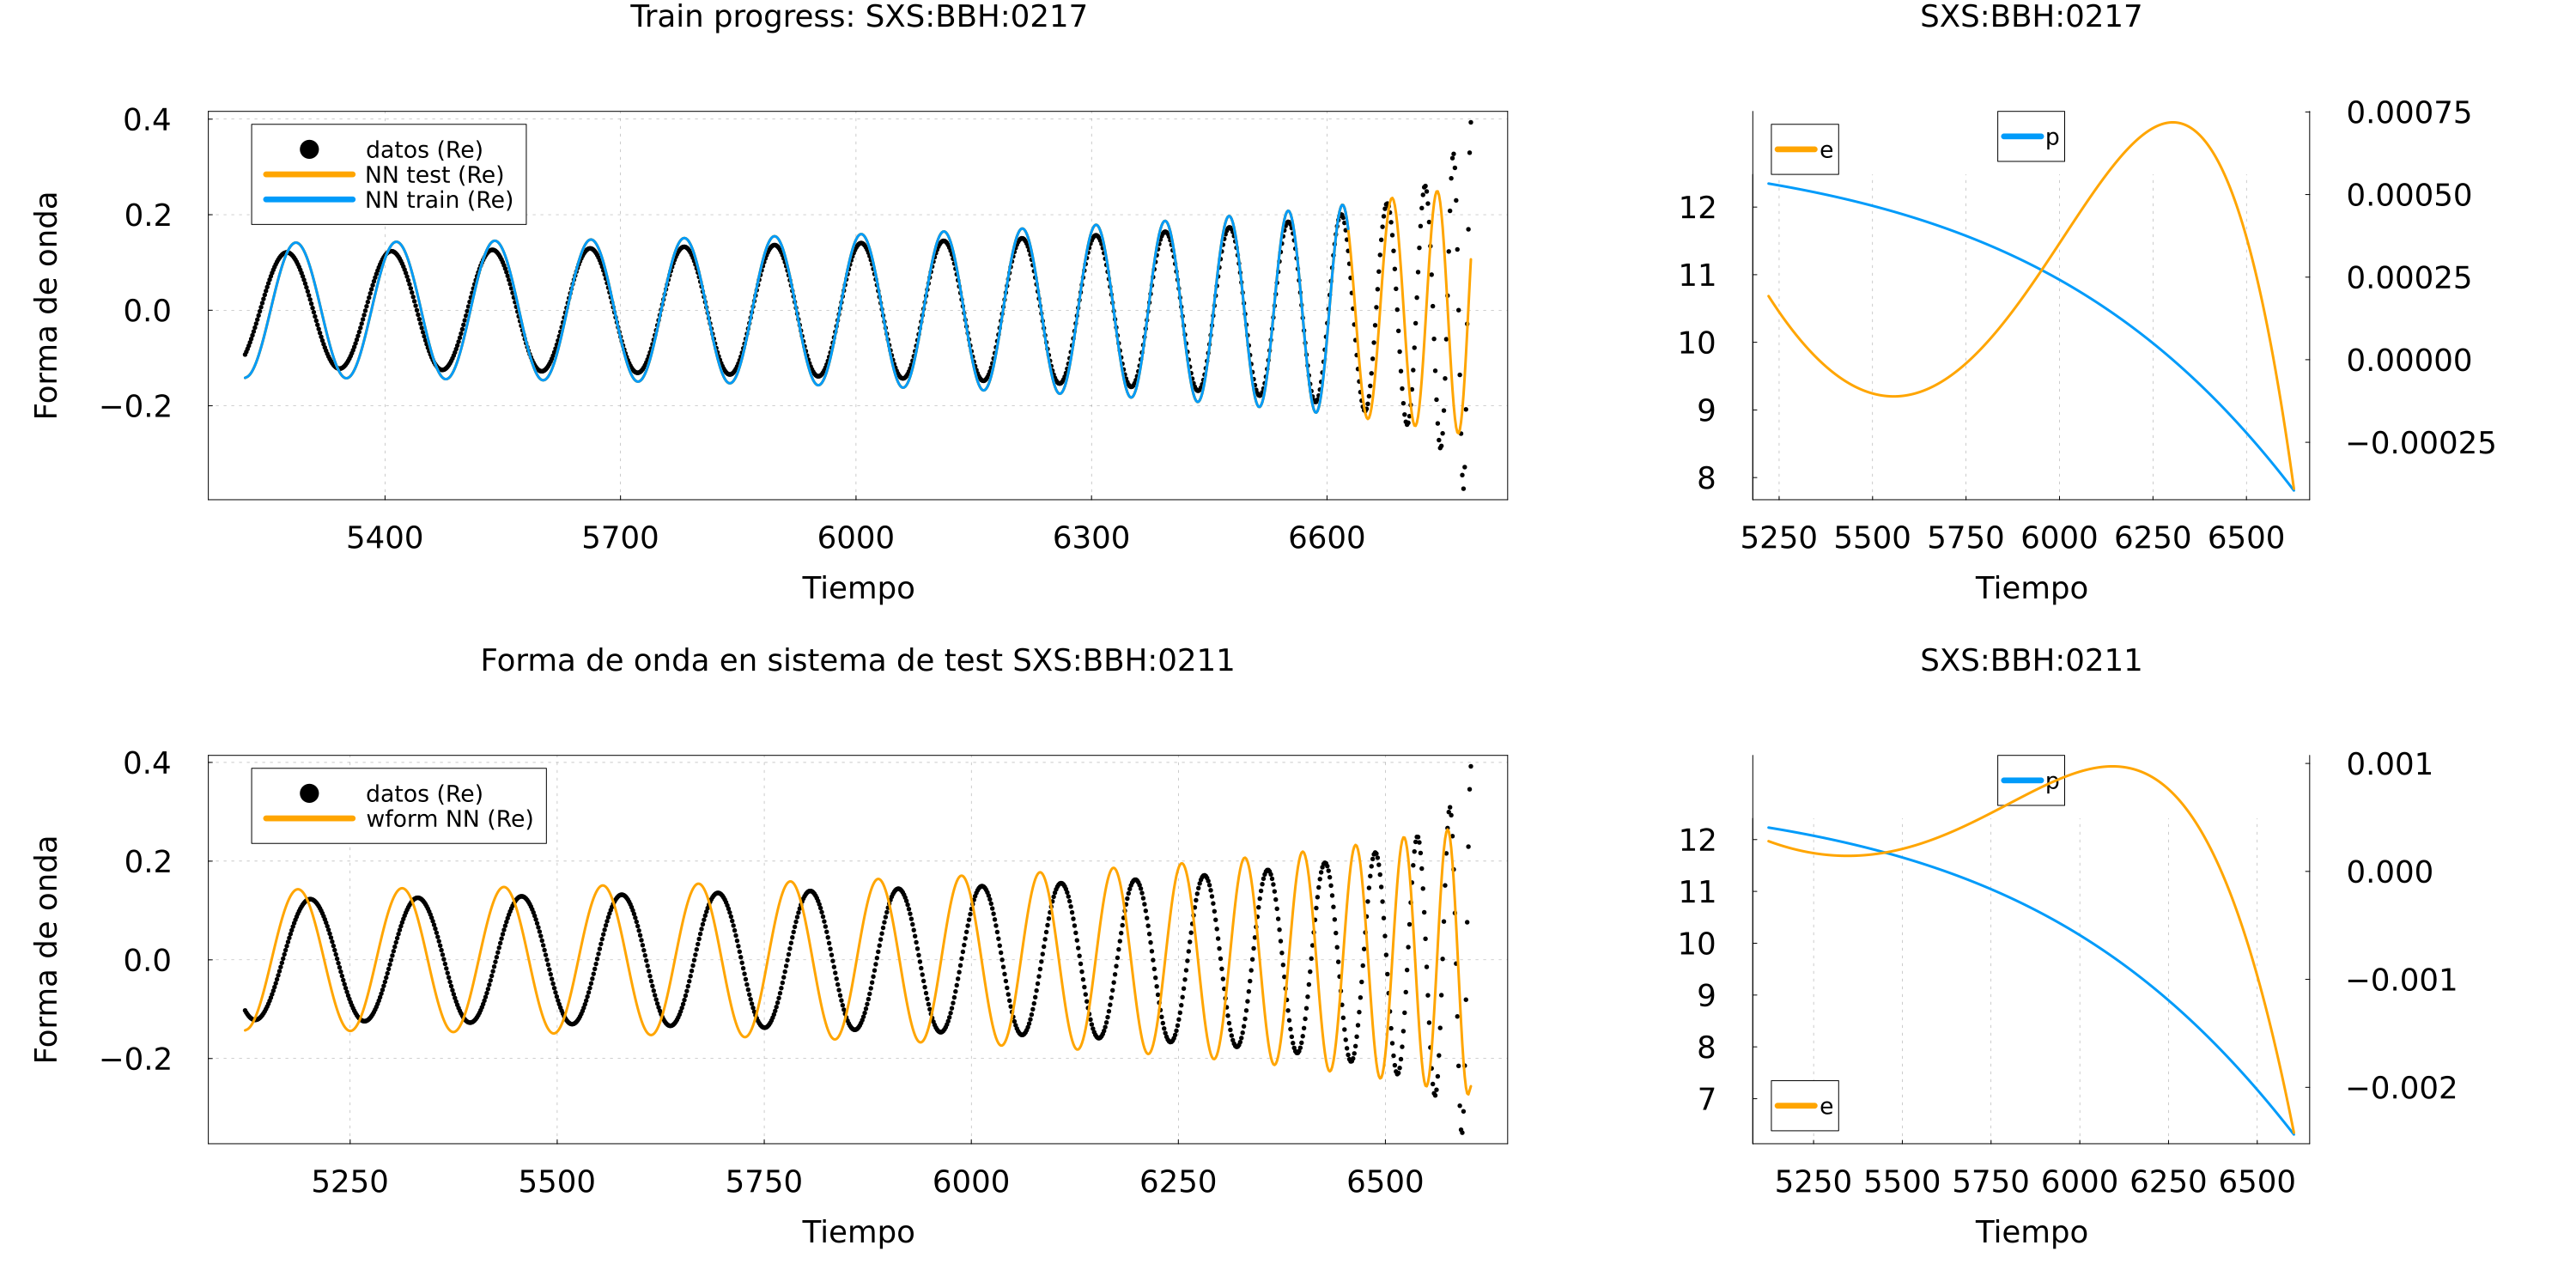 Train progress: SXS:BBH:0217
datos (Re)
NN test (Re)
NN train (Re)
Forma de onda
0.4
0.2
0.0
−0.2
5400 5700 6000 6300 6600
Tiempo
SXS:BBH:0217
e
p
12
11
10
9
8
0.00075
0.00050
0.00025
0.00000
−0.00025
5250 5500 5750 6000 6250 6500
Tiempo
Forma de onda en sistema de test SXS:BBH:0211
datos (Re)
wform NN (Re)
Forma de onda
0.4
0.2
0.0
−0.2
5250 5500 5750 6000 6250 6500
Tiempo
SXS:BBH:0211
p
e
12
11
10
9
8
7
0.001
0.000
−0.001
−0.002
5250 5500 5750 6000 6250 6500
Tiempo